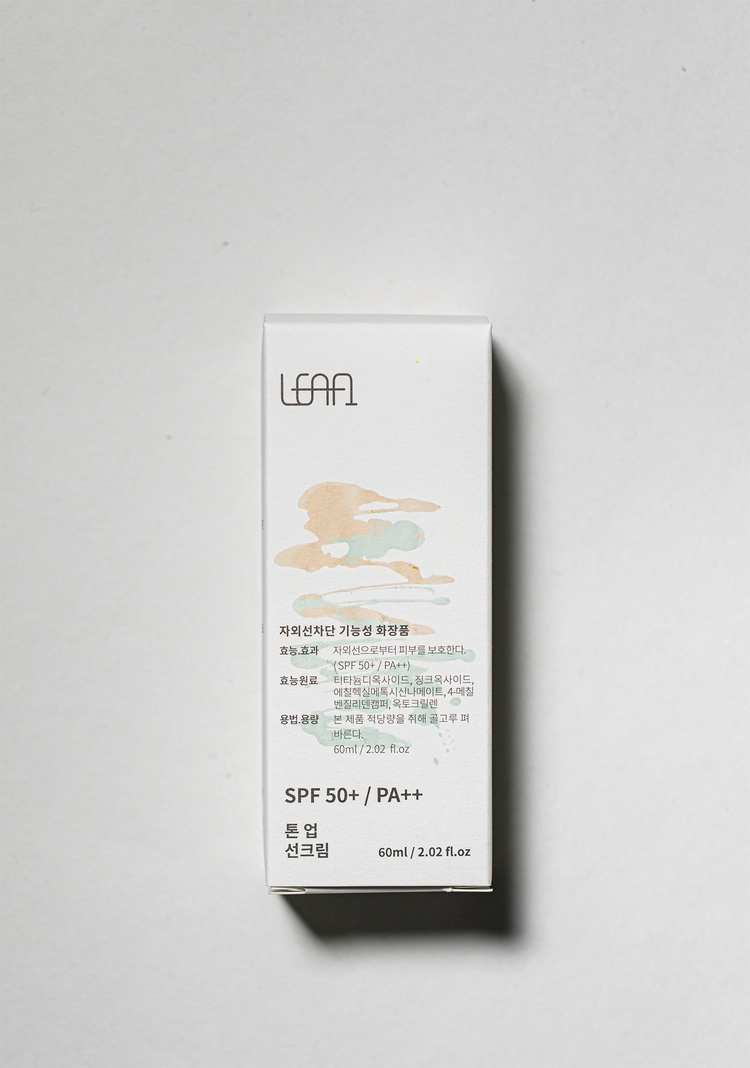 LEAF
자외선차단 기능성 화장품
효능.효과 자외선으로부터 피부를 보호한다.
(SPF 50+ / PA++)
효능원료 티타늄디옥사이드, 징크옥사이드,
에칠헥실메톡시신나메이트, 4-메칠
벤질리덴캠퍼, 옥토크릴렌
용법.용량 본 제품 적당량을 취해 골고루 펴
바른다.
60ml / 2.02 fl.oz
SPF 50+ / PA++
톤 업
선크림
60ml / 2.02 fl.oz